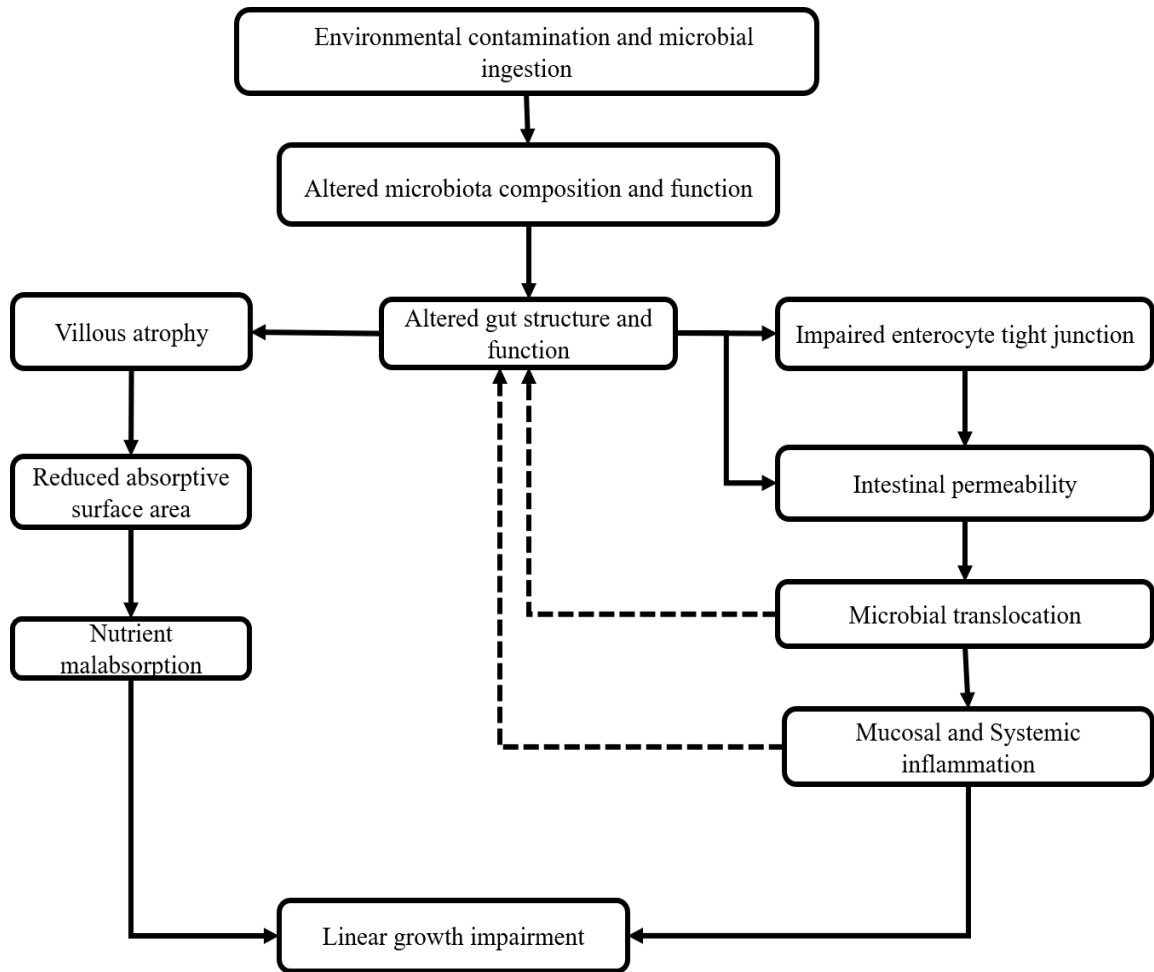 Environmental contamination and microbial
ingestion
Altered microbiota composition and function
Villous atrophy
Altered gut structure and
function
Impaired enterocyte tight junction
Reduced absorptive
surface area
Intestinal permeability
Nutrient
malabsorption
Microbial translocation
Mucosal and Systemic
inflammation
Linear growth impairment